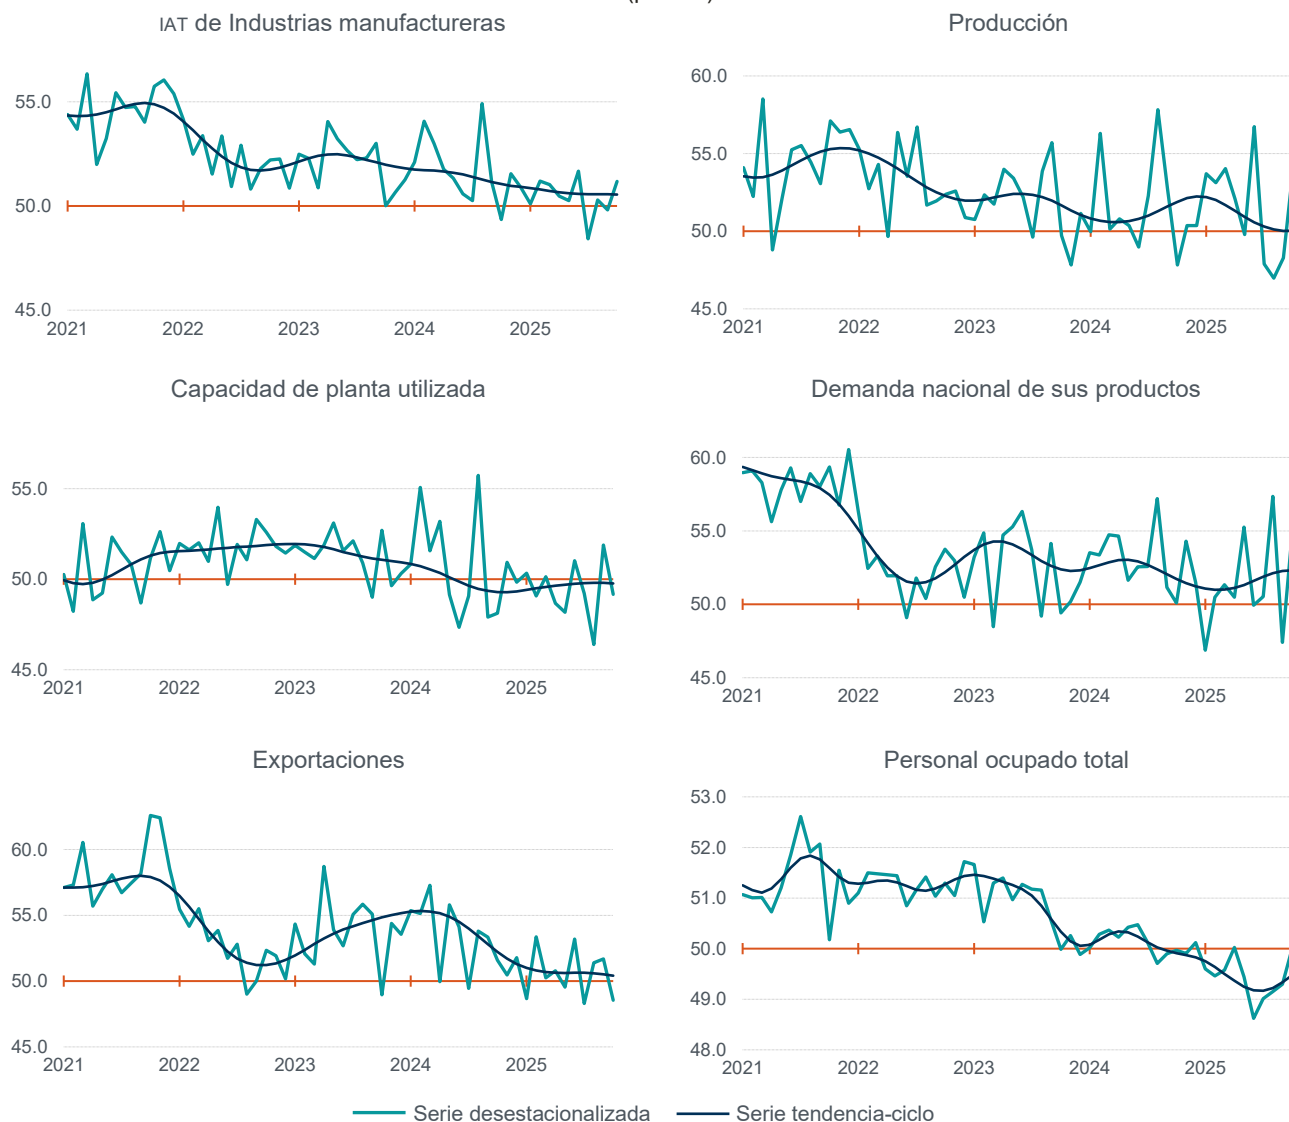 IAT de Industrias manufactureras
55.0
50.0
45.0
2021 2022 2023 2024 2025
Producción
60.0
55.0
50.0
45.0
2021 2022 2023 2024 2025
Capacidad de planta utilizada
55.0
50.0
45.0
2021 2022 2023 2024 2025
Demanda nacional de sus productos
60.0
55.0
50.0
45.0
2021 2022 2023 2024 2025
Exportaciones
60.0
55.0
50.0
45.0
2021 2022 2023 2024 2025
Personal ocupado total
53.0
52.0
51.0
50.0
49.0
48.0
2021 2022 2023 2024 2025
Serie desestacionalizada Serie tendencia-ciclo